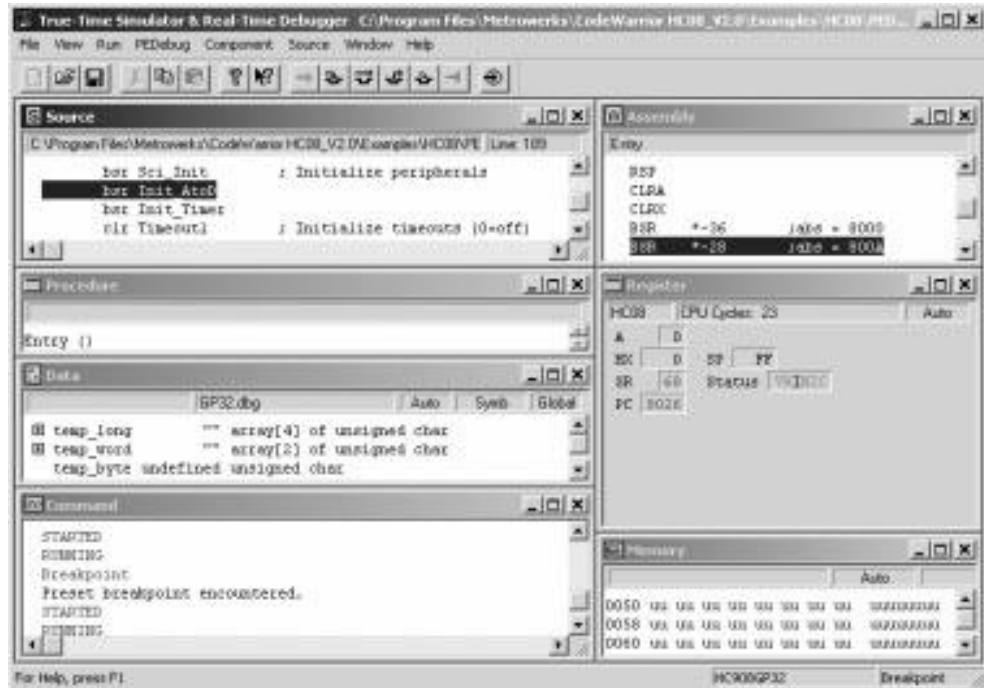 True-Time Simulator & Real-Time Debugger C:\Program Files\Metrowerks\CodeWarrior HC08_V2.0\Examples\HC08\
File View Run PEDebug Component Source Window Help
Source
C:\Program Files\Metrowerks\CodeWarrior HC08_V2.0\Examples\HC08\PE Line: 109
bsr Sci_Init ; Initialize peripherals
bsr Init_AtoD
bsr Init_Timer
clr Timeout1 ; Initialize timeouts (0=off)
Assembly
Entry
RSP
CLRA
CLRX
BSR *-36 ;abs =
BSR *-28 ;abs = 800A
Procedure
Entry ()
Register
HC08 CPU Cycles: 23 Auto
A 0
HX 0 SP FF
SR 68 Status
PC 8026
Data
GP32.dbg Auto Symb Global
temp_long "" array[4] of unsigned char
temp_word "" array[2] of unsigned char
temp_byte undefined unsigned char
Command
STARTED
RUNNING
Breakpoint
Preset breakpoint encountered.
STARTED
RUNNING
Memory
Auto
0050 uu uu uu uu uu uu uu uu uuuuuuuu
0058 uu uu uu uu uu uu uu uu uuuuuuuu
0060 uu uu uu uu uu uu uu uu uuuuuuuu
For Help, press F1
HC908GP32
Breakpoint